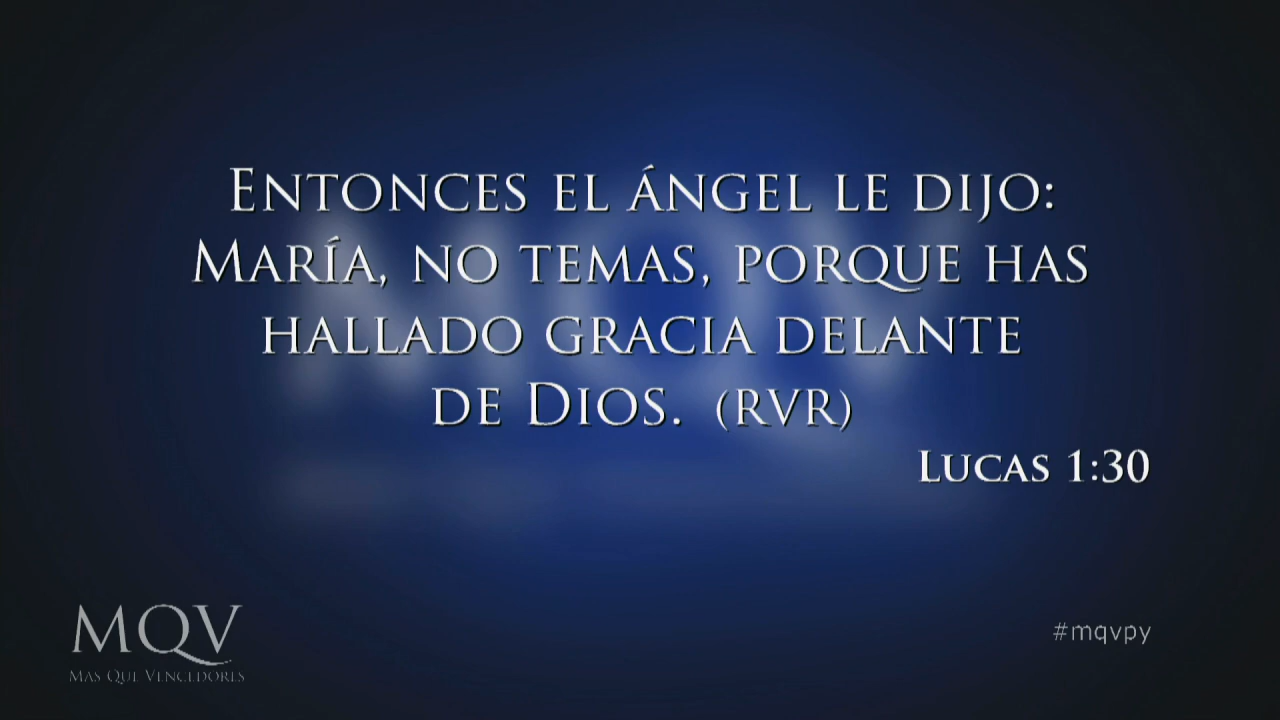 Entonces el ángel le dijo:
María, no temas, porque has
hallado gracia delante
de Dios. (RVR)
Lucas 1:30
MQV
Mas Que Vencedores
#mqvpy